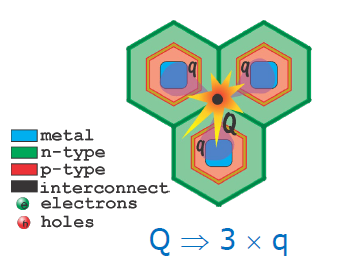 q
q
Q
q
metal
n-type
p-type
interconnect
e electrons
h holes
Q ⇒ 3 × q